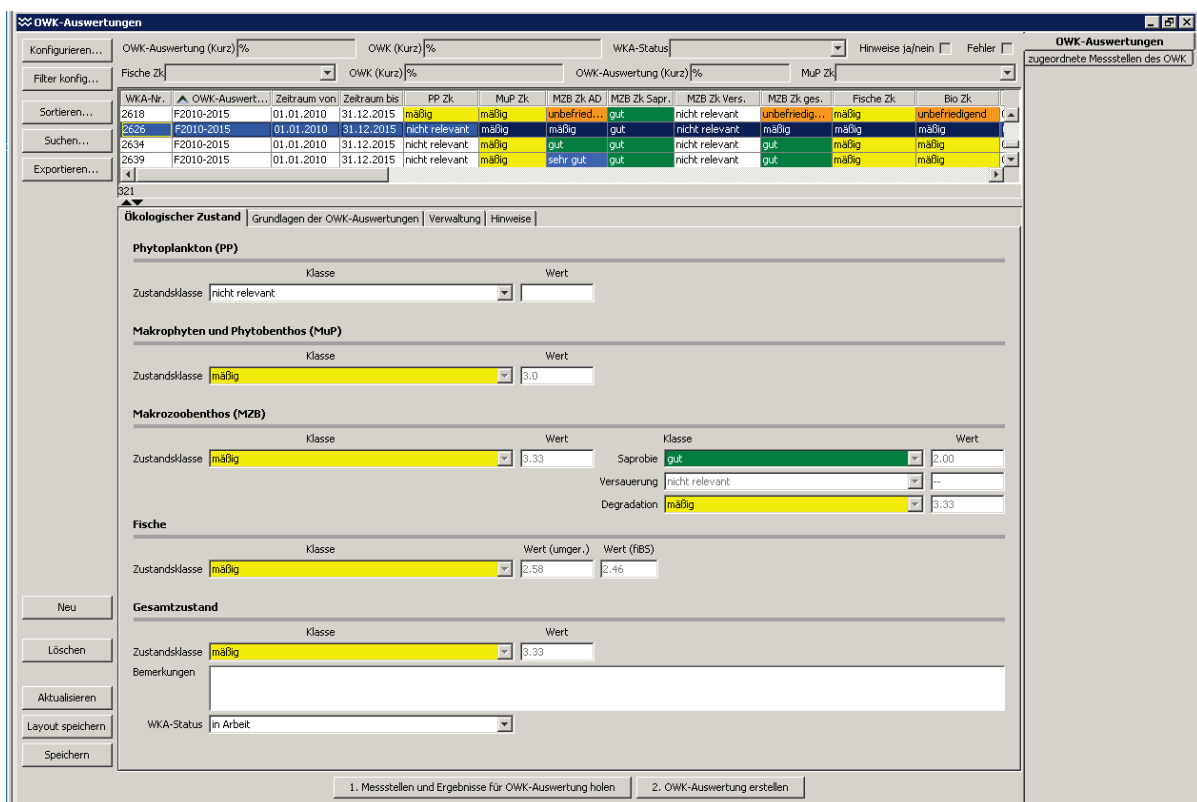 OWK-Auswertungen
Konfigurieren... OWK-Auswertung (Kurz) % OWK (Kurz) % WKA-Status Hinweise ja/nein Fehler
OWK-Auswertungen
zugeordnete Messstellen des OWK
Filter konfig... Fische Zk OWK (Kurz) % OWK-Auswertung (Kurz) % MuP Zk
WKA-Nr. OWK-Auswert... Zeitraum von Zeitraum bis PP Zk MuP Zk MZB Zk AD MZB Zk Sapr. MZB Zk Vers. MZB Zk ges. Fische Zk Bio Zk
Sortieren...
2618 F2010-2015 01.01.2010 31.12.2015 mäßig mäßig unbefried... gut nicht relevant unbefriedig... mäßig unbefriedigend
2626 F2010-2015 01.01.2010 31.12.2015 nicht relevant mäßig mäßig gut nicht relevant mäßig mäßig mäßig
Suchen...
2634 F2010-2015 01.01.2010 31.12.2015 nicht relevant mäßig gut gut nicht relevant gut mäßig mäßig
2639 F2010-2015 01.01.2010 31.12.2015 nicht relevant mäßig sehr gut gut nicht relevant gut mäßig mäßig
Exportieren...
321
Ökologischer Zustand Grundlagen der OWK-Auswertungen Verwaltung Hinweise
Phytoplankton (PP)
Klasse Wert
Zustandsklasse nicht relevant
Makrophyten und Phytobenthos (MuP)
Klasse Wert
Zustandsklasse mäßig 3.0
Makrozoobenthos (MZB)
Klasse Wert Klasse Wert
Zustandsklasse mäßig 3.33 Saprobie gut 2.00
Versauerung nicht relevant --
Degradation mäßig 3.33
Fische
Klasse Wert (umger.) Wert (fiBS)
Zustandsklasse mäßig 2.58 2.46
Neu
Gesamtzustand
Klasse Wert
Löschen
Zustandsklasse mäßig 3.33
Bemerkungen
Aktualisieren
Layout speichern
WKA-Status in Arbeit
Speichern
1. Messstellen und Ergebnisse für OWK-Auswertung holen 2. OWK-Auswertung erstellen